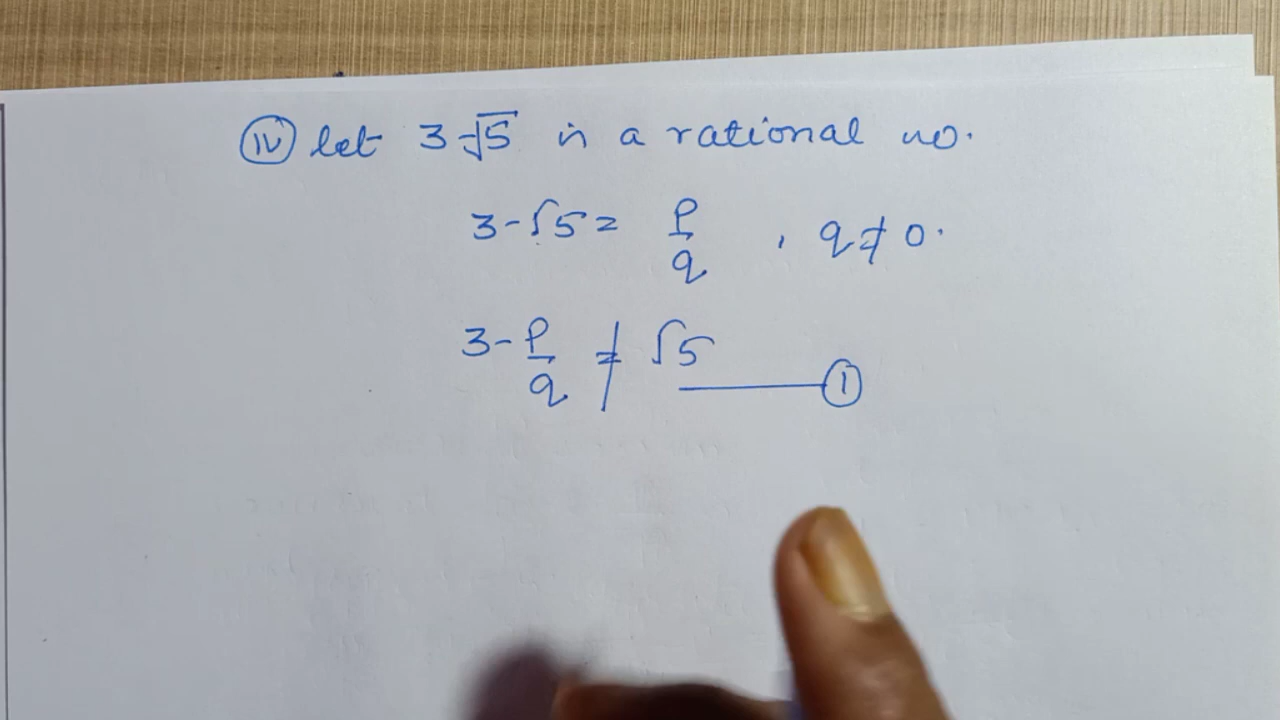 (iv) let 3-√5 is a rational no.
3-√5 = p/q , q≠0.
3-p/q ≠ √5 ——— ①